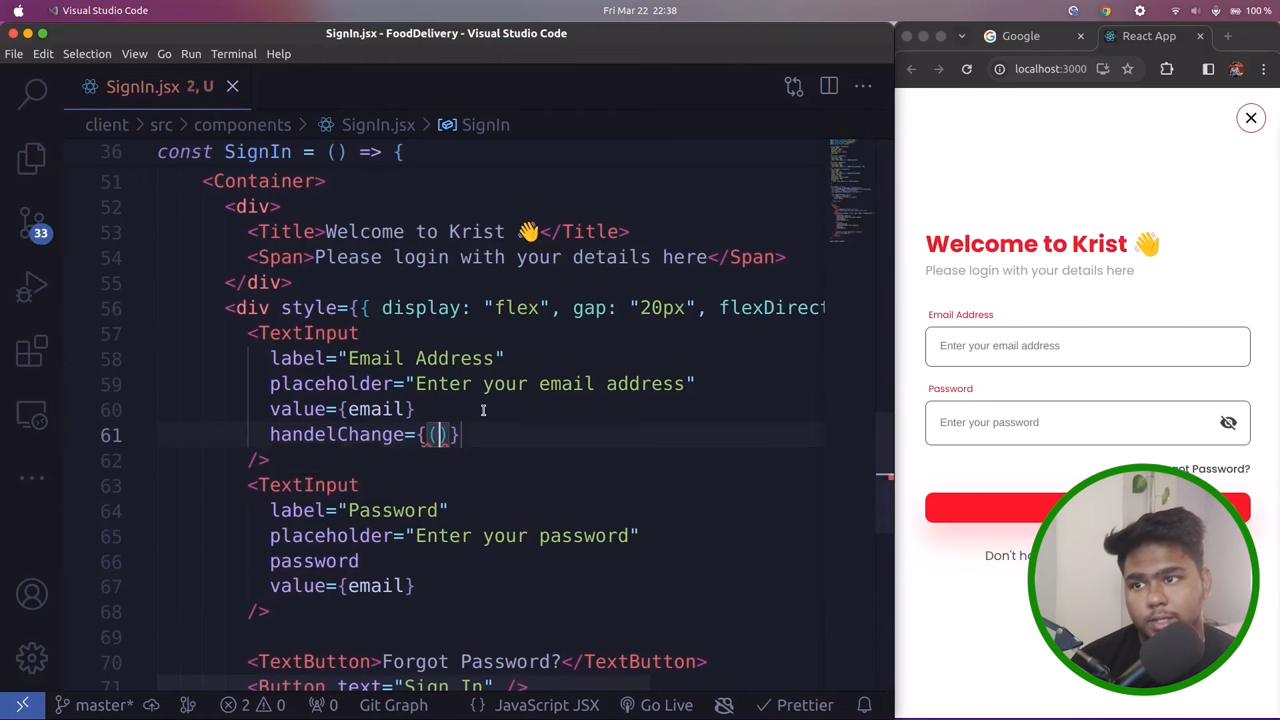 Visual Studio Code
Fri Mar 22 22:38
100 %
SignIn.jsx - FoodDelivery - Visual Studio Code
File Edit Selection View Go Run Terminal Help
SignIn.jsx 2, U
client > src > components > SignIn.jsx > SignIn
36 const SignIn = () => {
51 <Container>
52 <div>
53 <Title>Welcome to Krist 👋</Title>
54 <Span>Please login with your details here</Span>
55 </div>
56 <div style={{ display: "flex", gap: "20px", flexDirect
57 <TextInput
58 label="Email Address"
59 placeholder="Enter your email address"
60 value={email}
61 handelChange={()}
62 />
63 <TextInput
64 label="Password"
65 placeholder="Enter your password"
66 password
67 value={email}
68 />
69
70 <TextButton>Forgot Password?</TextButton>
71 <Button text="Sign In" />
33
master*
2 0
0
Git Graph
{} JavaScript JSX
Go Live
Prettier
Google
React App
localhost:3000
Welcome to Krist 👋
Please login with your details here
Email Address
Enter your email address
Password
Enter your password
Password?
Don't